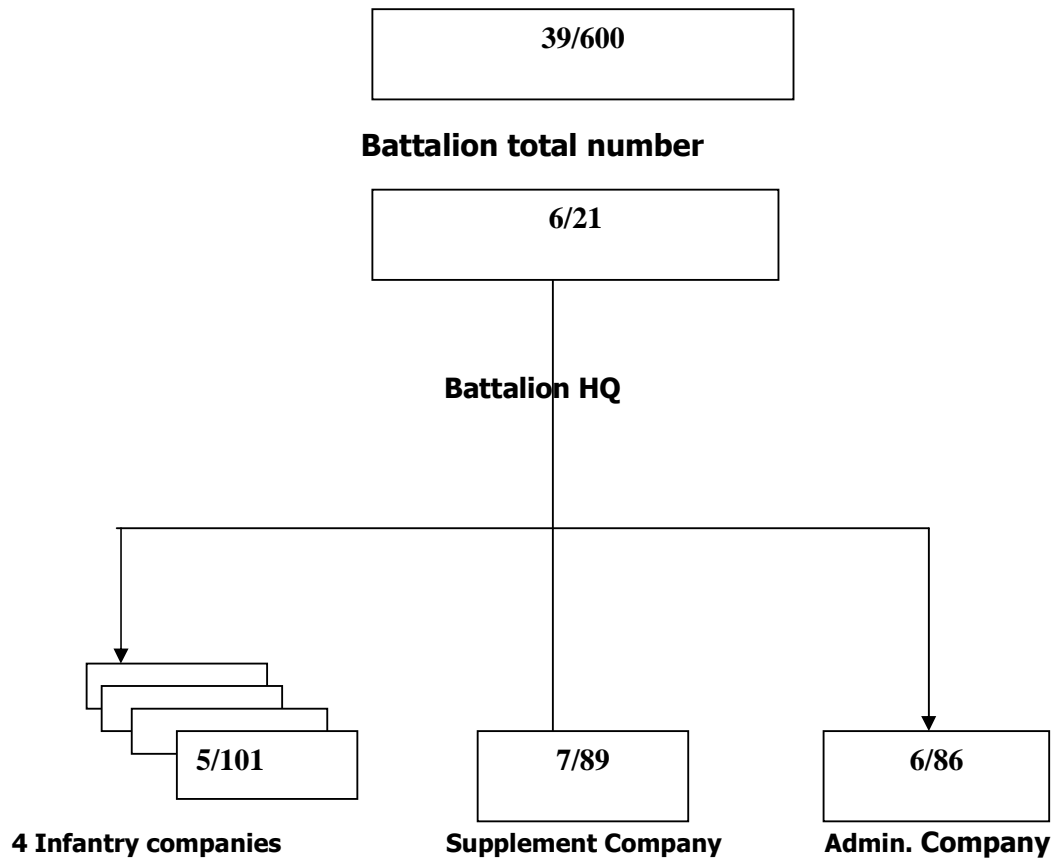 39/600
Battalion total number
6/21
Battalion HQ
5/101
7/89
6/86
4 Infantry companies
Supplement Company
Admin. Company